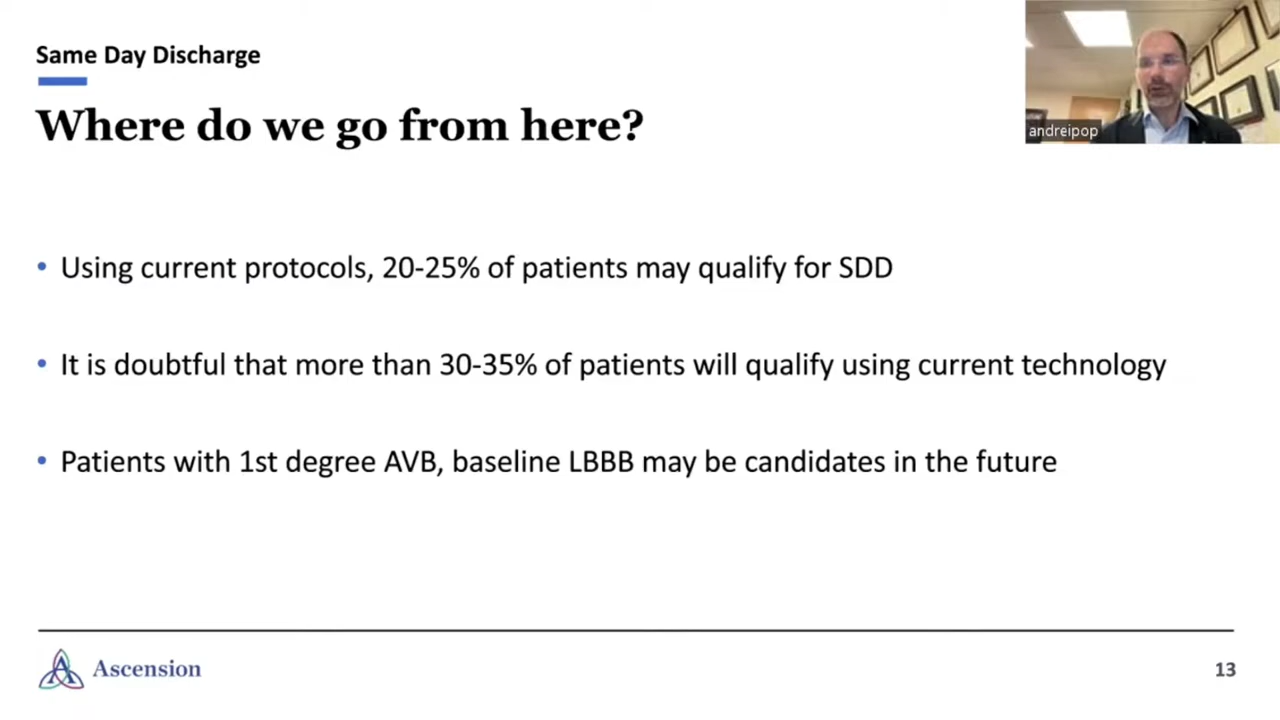 Same Day Discharge
Where do we go from here?
andreipop
• Using current protocols, 20-25% of patients may qualify for SDD
• It is doubtful that more than 30-35% of patients will qualify using current technology
• Patients with 1st degree AVB, baseline LBBB may be candidates in the future
Ascension
13